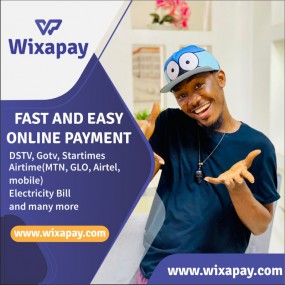 Wixapay
FAST AND EASY
ONLINE PAYMENT
DSTV, Gotv, Startimes
Airtime(MTN, GLO, Airtel,
mobile)
Electricity Bill
and many more
www.wixapay.com
www.wixapay.com